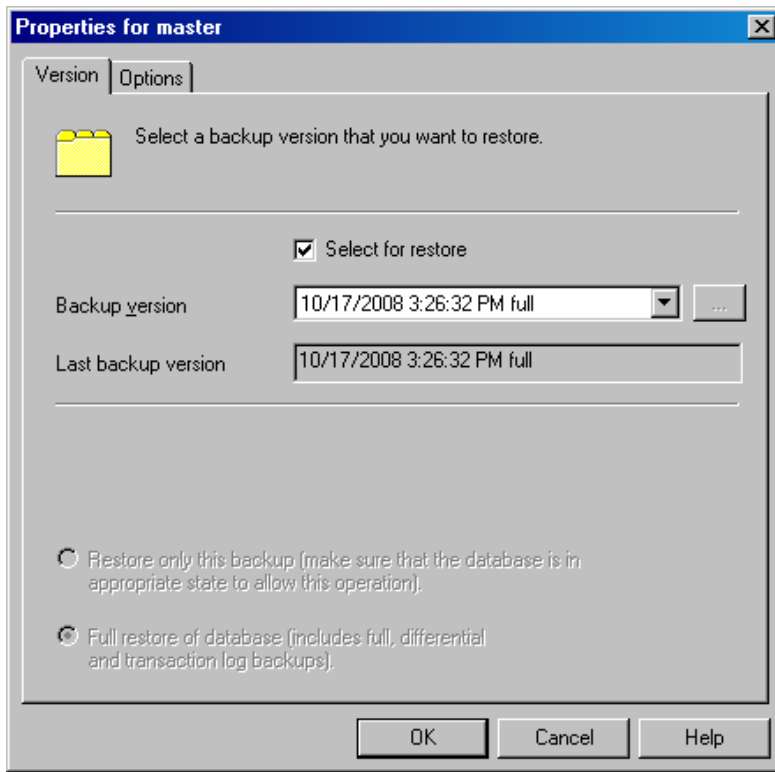 Properties for master
Version
Options
Select a backup version that you want to restore.
Select for restore
Backup version
10/17/2008 3:26:32 PM full
...
Last backup version
10/17/2008 3:26:32 PM full
Restore only this backup (make sure that the database is in
appropriate state to allow this operation).
Full restore of database (includes full, differential
and transaction log backups).
OK
Cancel
Help